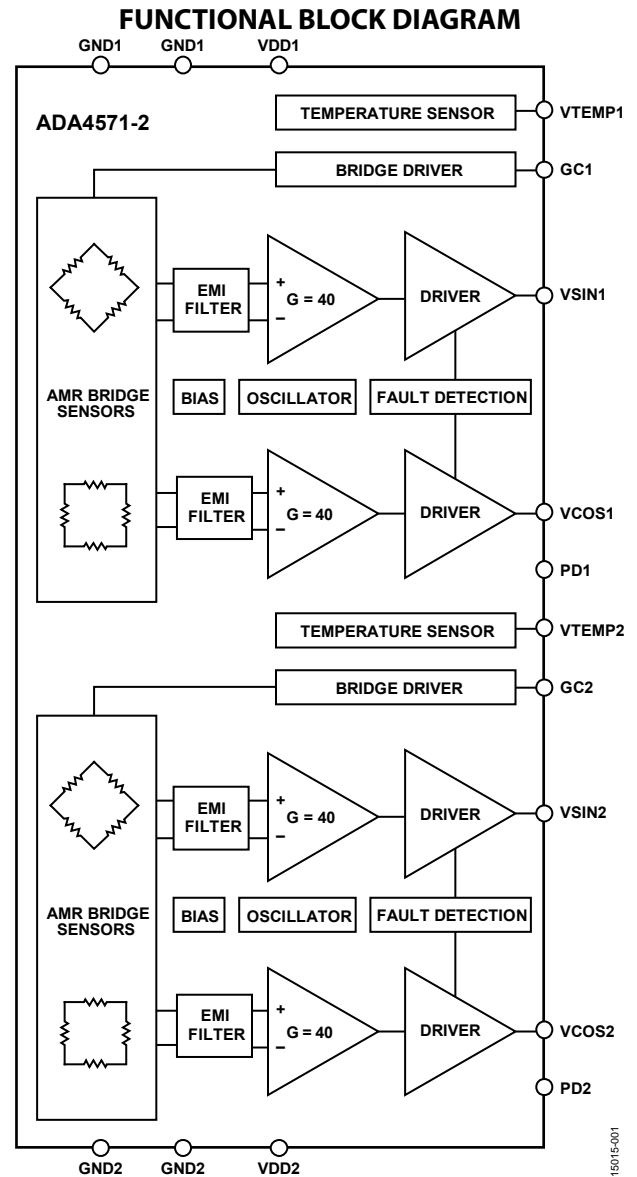 FUNCTIONAL BLOCK DIAGRAM
GND1
GND1
VDD1
ADA4571-2
TEMPERATURE SENSOR
VTEMP1
BRIDGE DRIVER
GC1
EMI
FILTER
+
–
G = 40
DRIVER
VSIN1
AMR BRIDGE
SENSORS
BIAS
OSCILLATOR
FAULT DETECTION
EMI
FILTER
+
–
G = 40
DRIVER
VCOS1
PD1
TEMPERATURE SENSOR
VTEMP2
BRIDGE DRIVER
GC2
EMI
FILTER
+
–
G = 40
DRIVER
VSIN2
AMR BRIDGE
SENSORS
BIAS
OSCILLATOR
FAULT DETECTION
EMI
FILTER
+
–
G = 40
DRIVER
VCOS2
PD2
GND2
GND2
VDD2
15015-001